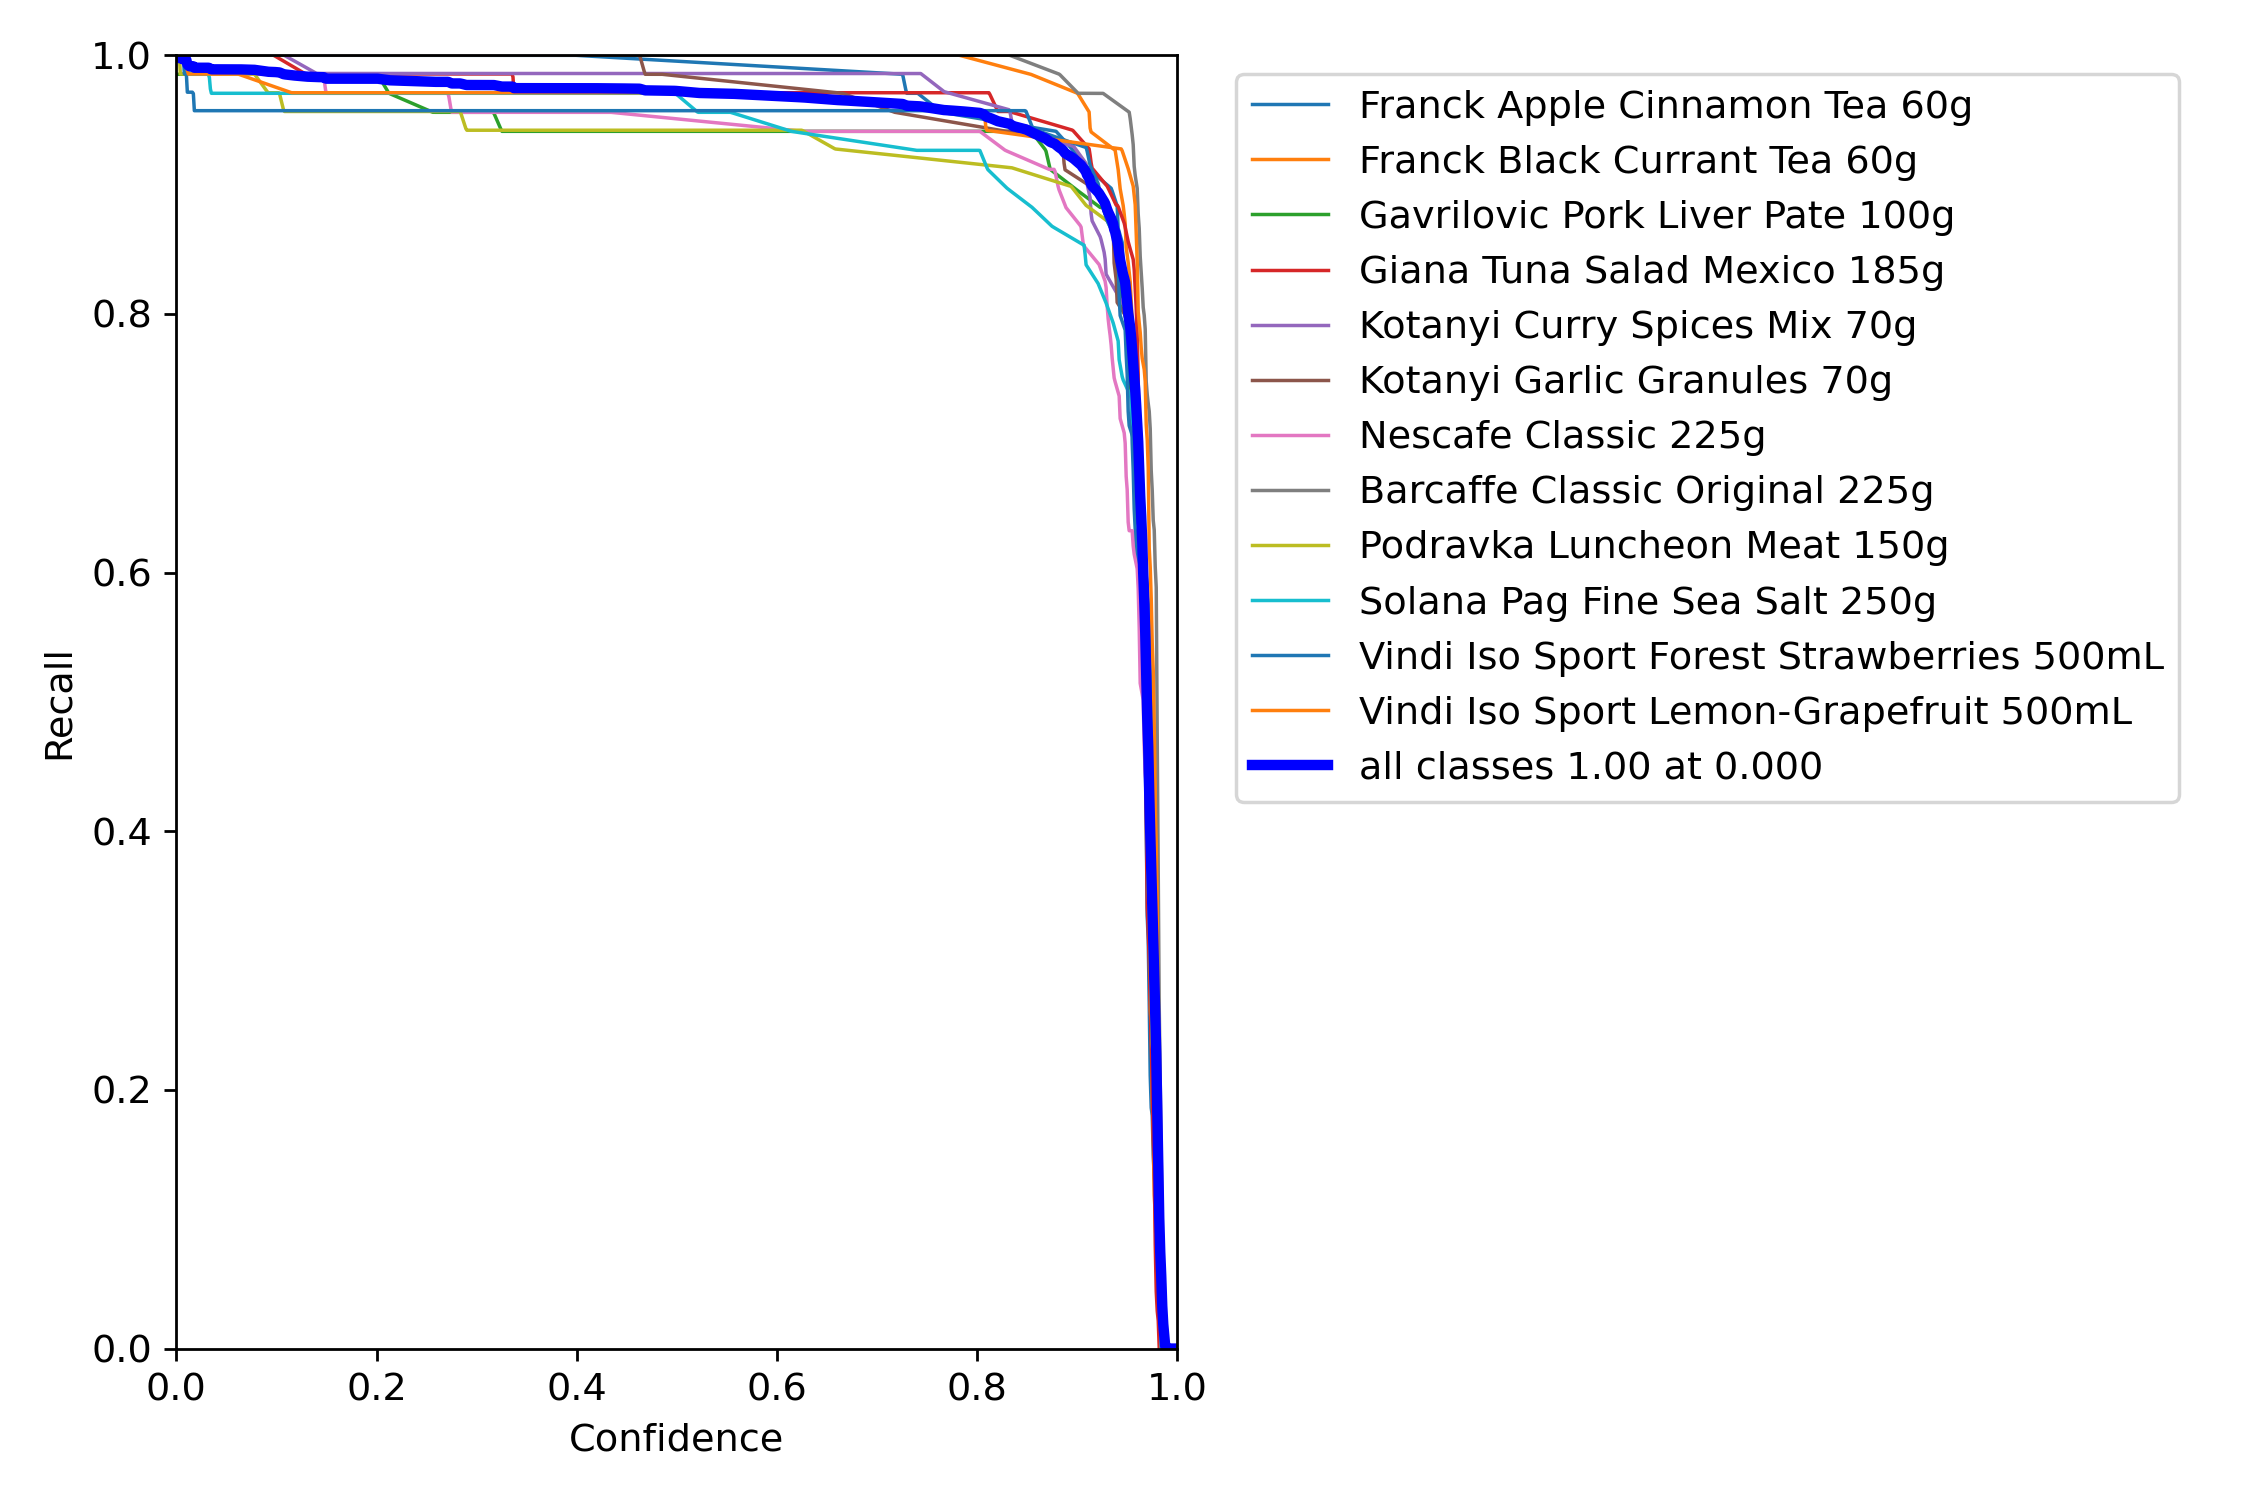 1.0
0.8
0.6
0.4
0.2
0.0
Recall
0.0 0.2 0.4 0.6 0.8 1.0
Confidence
Franck Apple Cinnamon Tea 60g
Franck Black Currant Tea 60g
Gavrilovic Pork Liver Pate 100g
Giana Tuna Salad Mexico 185g
Kotanyi Curry Spices Mix 70g
Kotanyi Garlic Granules 70g
Nescafe Classic 225g
Barcaffe Classic Original 225g
Podravka Luncheon Meat 150g
Solana Pag Fine Sea Salt 250g
Vindi Iso Sport Forest Strawberries 500mL
Vindi Iso Sport Lemon-Grapefruit 500mL
all classes 1.00 at 0.000